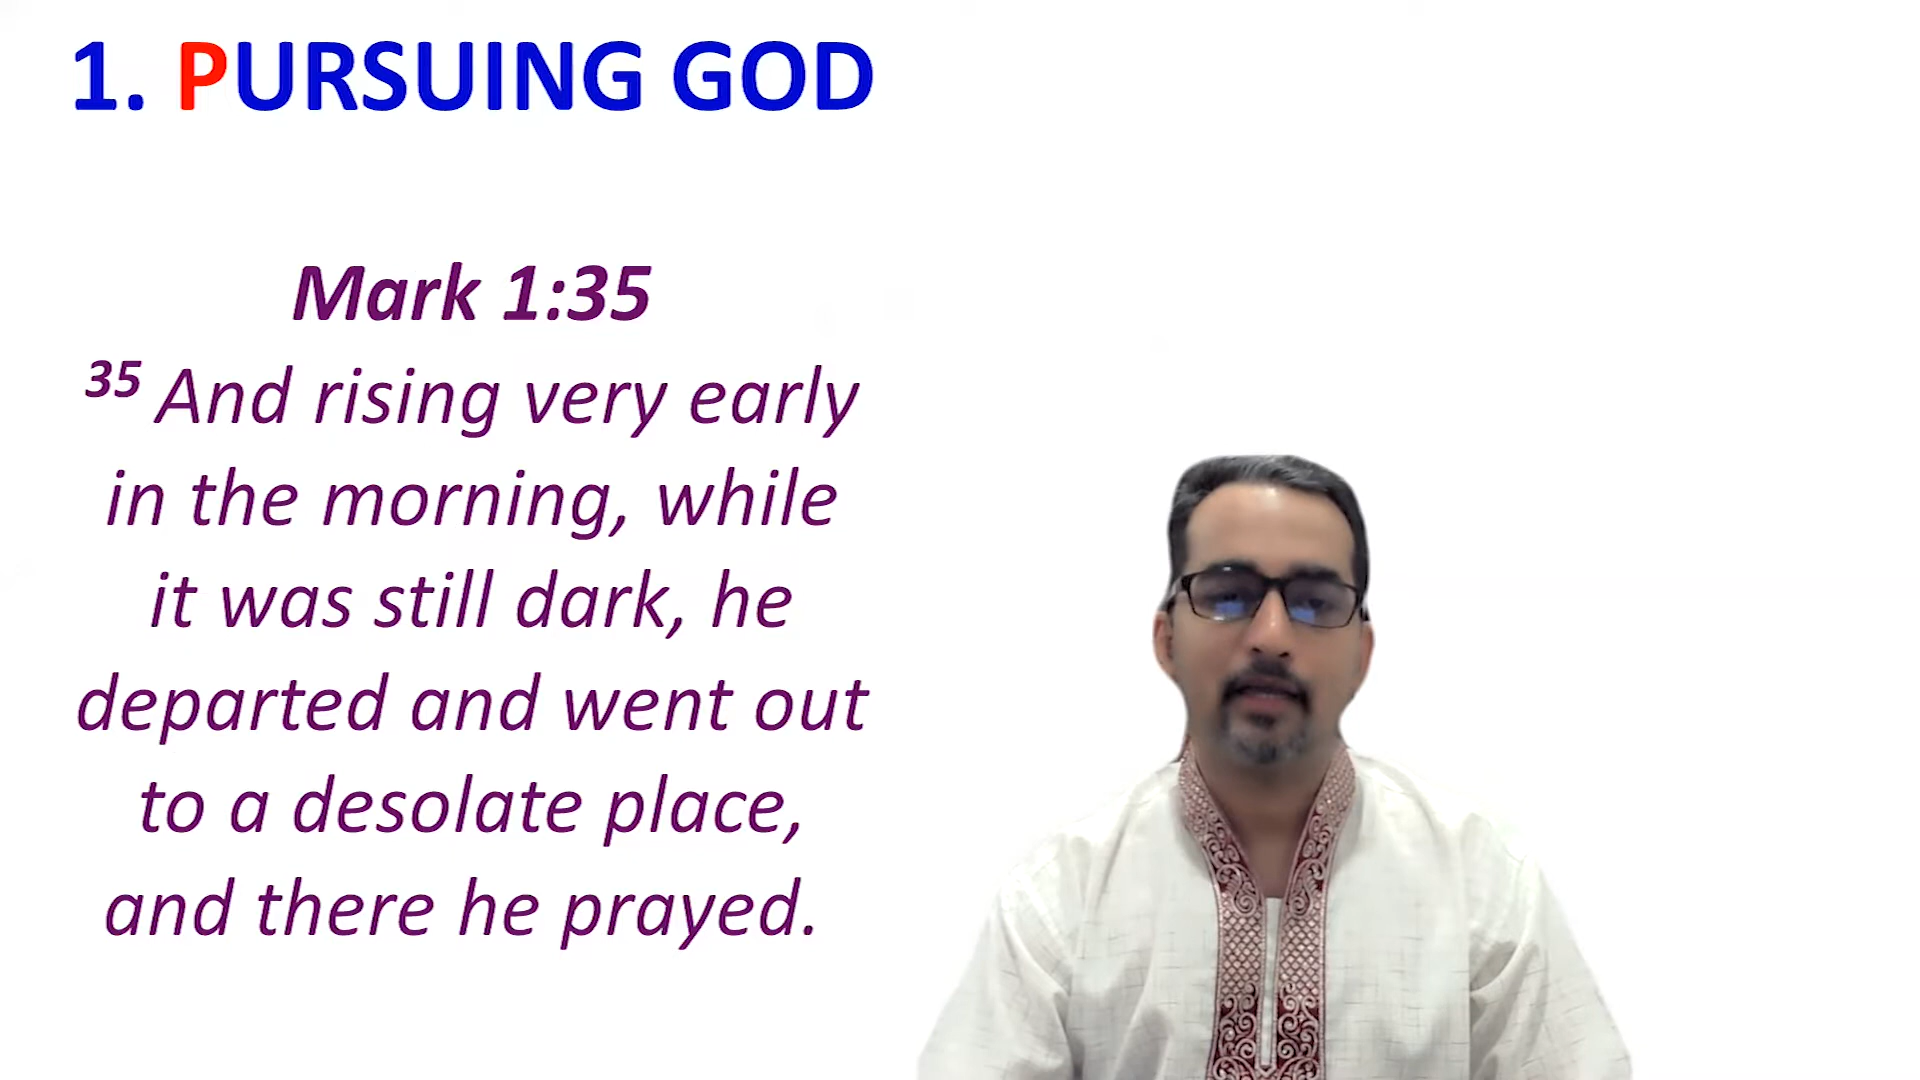 1. PURSUING GOD
Mark 1:35
35 And rising very early
in the morning, while
it was still dark, he
departed and went out
to a desolate place,
and there he prayed.